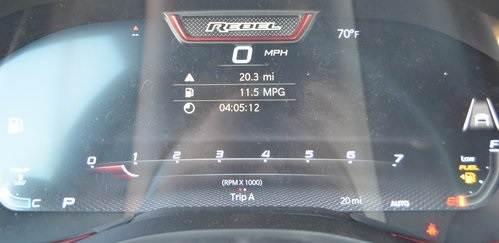 REBEL
70°F
0 MPH
20.3 mi
11.5 MPG
04:05:12
0 1 2 3 4 5 6 7
(RPM X 1000)
Low
FUEL
C P Trip A 20 mi AUTO E
F